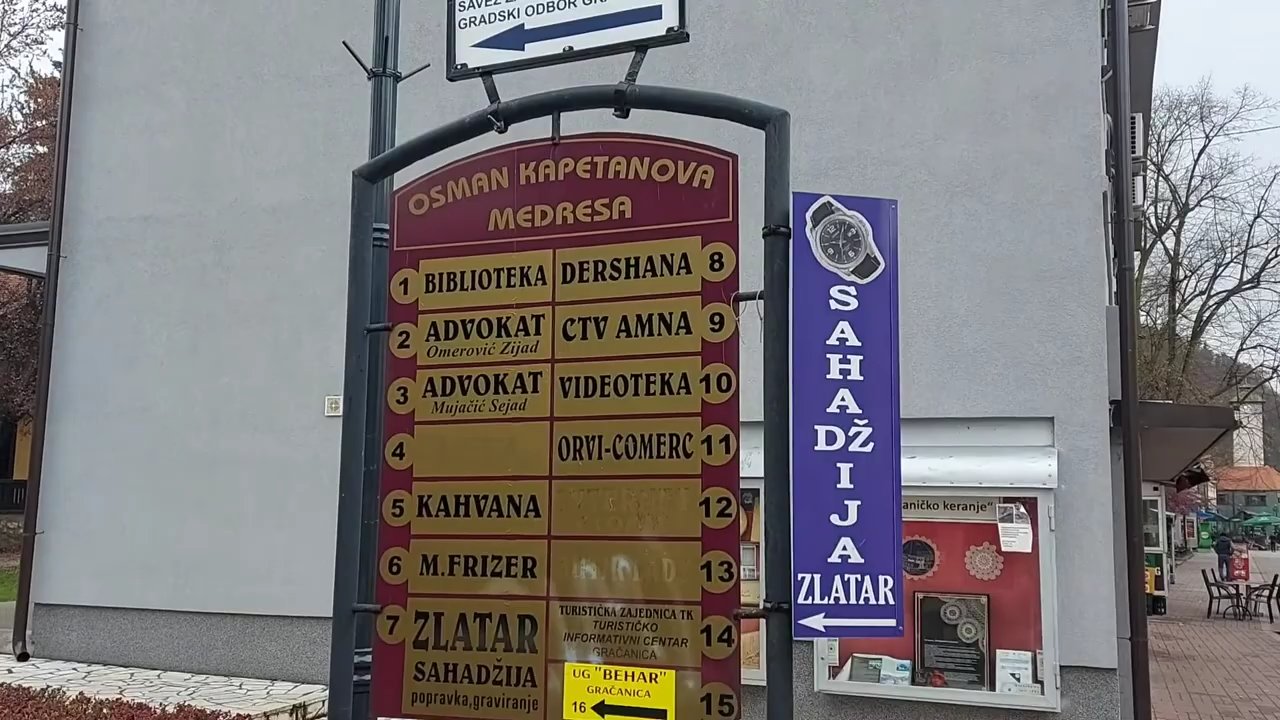 SAVEZ
GRADSKI ODBOR
OSMAN KAPETANOVA
MEDRESA
1 BIBLIOTEKA
2 ADVOKAT
Omerović Zijad
3 ADVOKAT
Mujačić Sejad
4
5 KAHVANA
6 M.FRIZER
7 ZLATAR
SAHADŽIJA
popravka,graviranje
DERSHANA 8
CTV AMNA 9
VIDEOTEKA 10
ORVI-COMERC 11
12
13
TURISTIČKA ZAJEDNICA TK
TURISTIČKO
INFORMATIVNI CENTAR
GRAČANICA
14
15
UG "BEHAR"
GRAČANICA
16
SAHADŽIJA
ZLATAR
keranje"